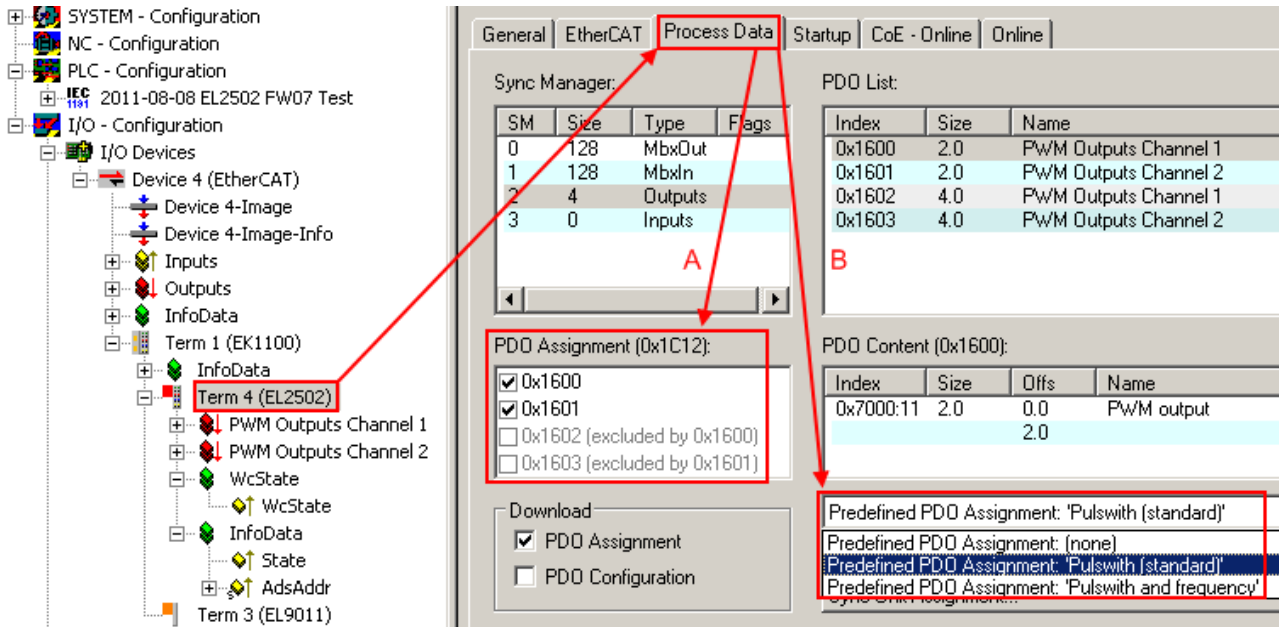 SYSTEM - Configuration
NC - Configuration
PLC - Configuration
IEC 1131 2011-08-08 EL2502 FW07 Test
I/O - Configuration
I/O Devices
Device 4 (EtherCAT)
Device 4-Image
Device 4-Image-Info
Inputs
Outputs
InfoData
Term 1 (EK1100)
InfoData
Term 4 (EL2502)
PWM Outputs Channel 1
PWM Outputs Channel 2
WcState
WcState
InfoData
State
AdsAddr
Term 3 (EL9011)
General EtherCAT Process Data Startup CoE - Online Online
Sync Manager:
SM Size Type Flags
0 128 MbxOut
1 128 MbxIn
2 4 Outputs
3 0 Inputs
A
PDO List:
Index Size Name
0x1600 2.0 PWM Outputs Channel 1
0x1601 2.0 PWM Outputs Channel 2
0x1602 4.0 PWM Outputs Channel 1
0x1603 4.0 PWM Outputs Channel 2
B
PDO Assignment (0x1C12):
0x1600
0x1601
0x1602 (excluded by 0x1600)
0x1603 (excluded by 0x1601)
PDO Content (0x1600):
Index Size Offs Name
0x7000:11 2.0 0.0 PWM output
2.0
Download
PDO Assignment
PDO Configuration
Predefined PDO Assignment: 'Pulswith (standard)'
Predefined PDO Assignment: (none)
Predefined PDO Assignment: 'Pulswith (standard)'
Predefined PDO Assignment: 'Pulswith and frequency'